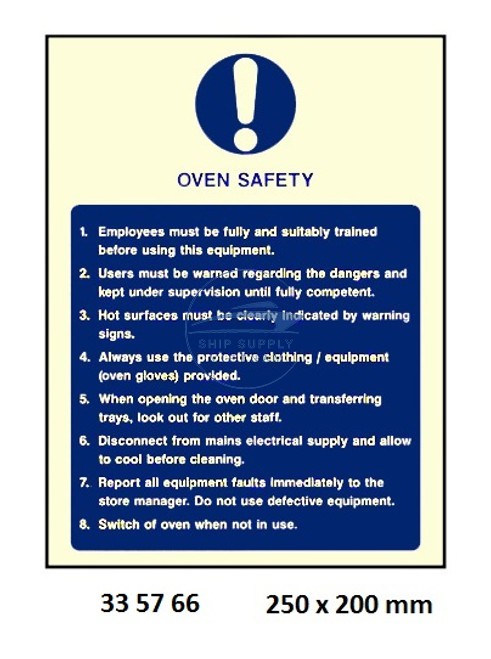 OVEN SAFETY
1. Employees must be fully and suitably trained
before using this equipment.
2. Users must be warned regarding the dangers and
kept under supervision until fully competent.
3. Hot surfaces must be clearly indicated by warning
signs.
SHIP SUPPLY
4. Always use the protective clothing / equipment
(oven gloves) provided.
5. When opening the oven door and transferring
trays, look out for other staff.
6. Disconnect from mains electrical supply and allow
to cool before cleaning.
7. Report all equipment faults immediately to the
store manager. Do not use defective equipment.
8. Switch of oven when not in use.
33 57 66 250 x 200 mm